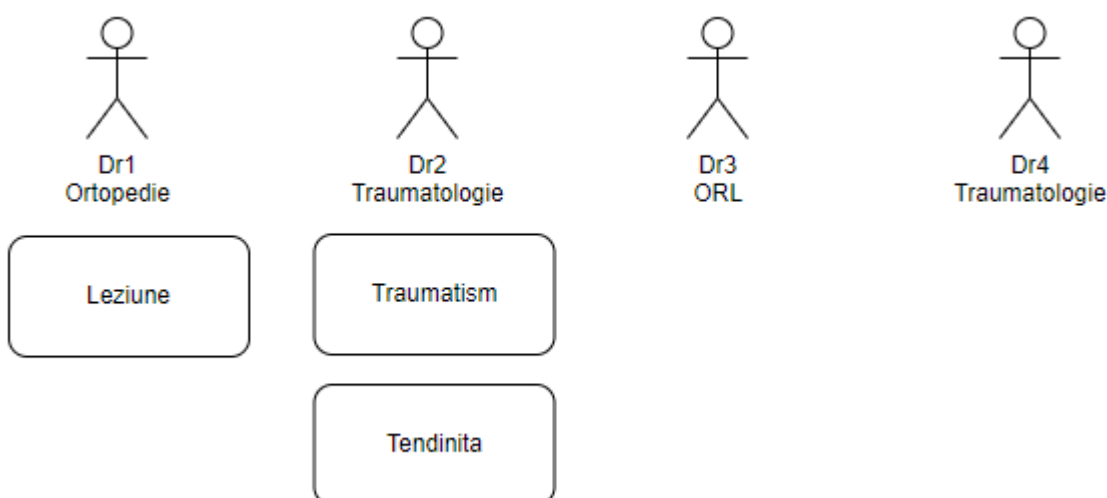 Dr1
Ortopedie
Dr2
Traumatologie
Dr3
ORL
Dr4
Traumatologie
Leziune
Traumatism
Tendinita